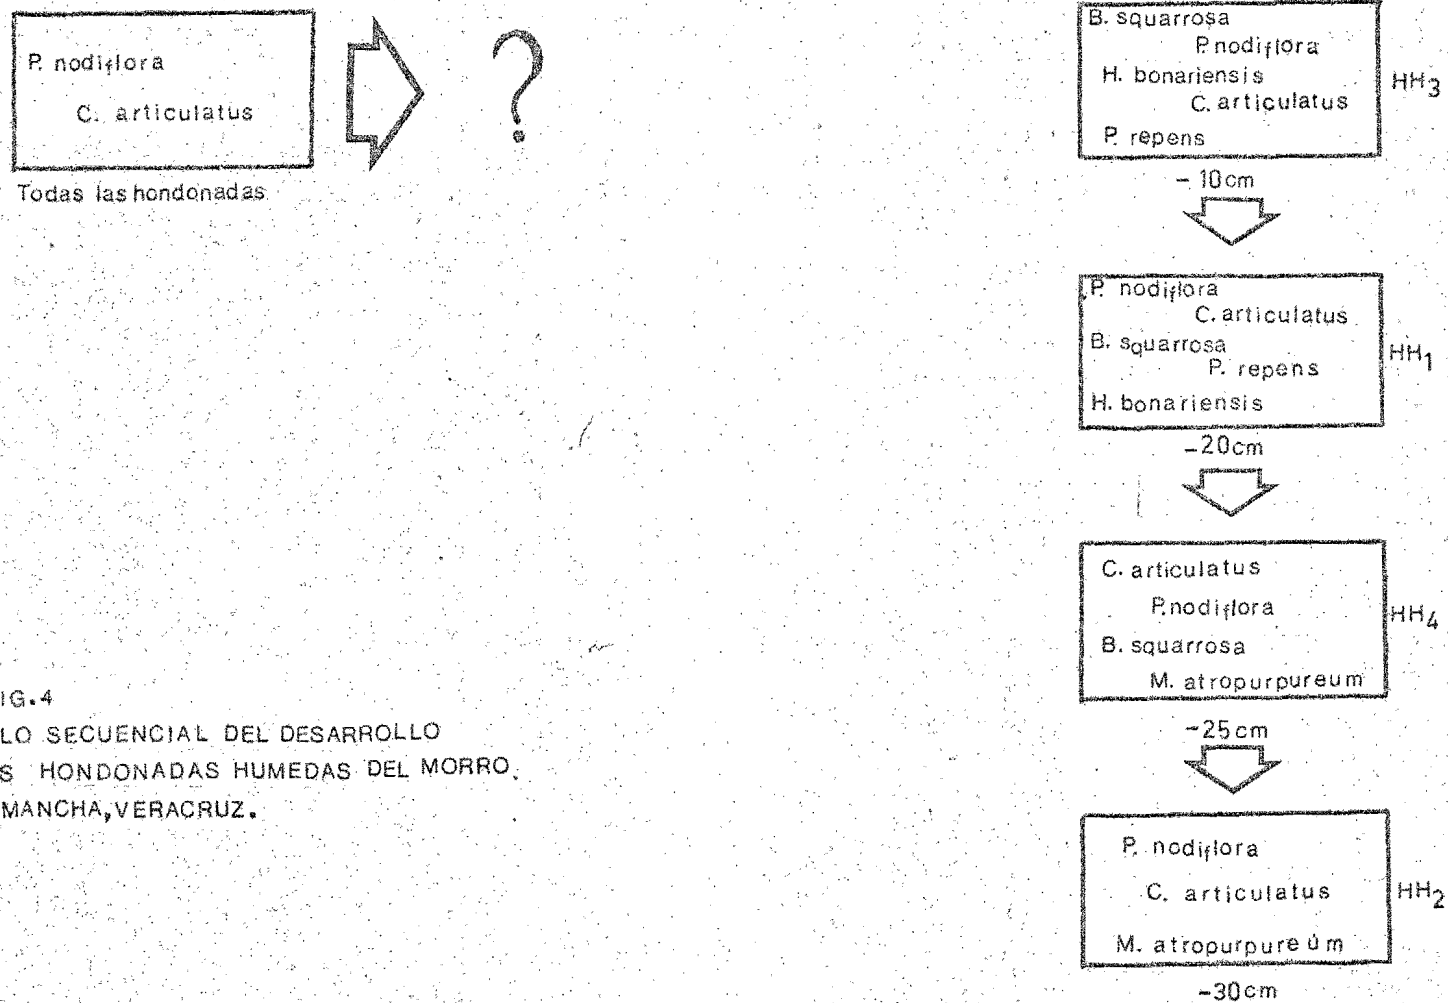 P. nodiflora
C. articulatus
Todas las hondonadas
?
B. squarrosa
P. nodiflora
H. bonariensis
C. articulatus
P. repens
HH3
- 10cm
P. nodiflora
C. articulatus
B. squarrosa
P. repens
H. bonariensis
HH1
-20cm
C. articulatus
P. nodiflora
B. squarrosa
M. atropurpureum
HH4
-25cm
P. nodiflora
C. articulatus
M. atropurpureum
HH2
-30cm
IG.4
LO SECUENCIAL DEL DESARROLLO
S HONDONADAS HUMEDAS DEL MORRO.
MANCHA, VERACRUZ.